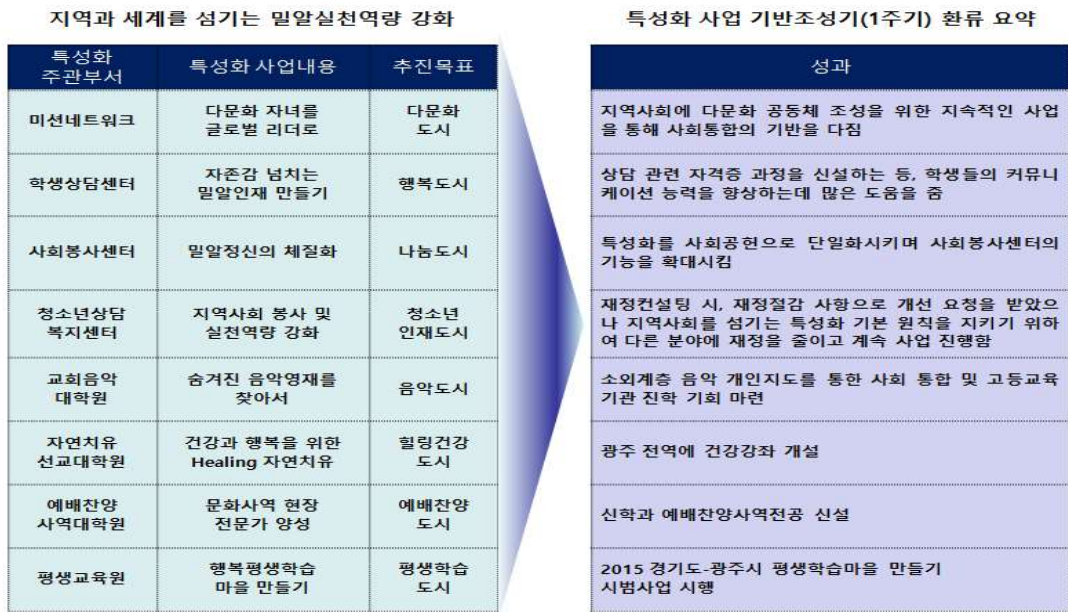 지역과 세계를 섬기는 밀알실천역량 강화
특성화 사업 기반조성기(1주기) 환류 요약
특성화
주관부서
특성화 사업내용
추진목표
성과
미션네트워크
다문화 자녀를
글로벌 리더로
다문화
도시
지역사회에 다문화 공동체 조성을 위한 지속적인 사업
을 통해 사회통합의 기반을 다짐
학생상담센터
자존감 넘치는
밀알인재 만들기
행복도시
상담 관련 자격증 과정을 신설하는 등, 학생들의 커뮤니
케이션 능력을 향상하는데 많은 도움을 줌
사회봉사센터
밀알정신의 체질화
나눔도시
특성화를 사회공헌으로 단일화시키며 사회봉사센터의
기능을 확대시킴
청소년상담
복지센터
지역사회 봉사 및
실천역량 강화
청소년
인재도시
재정컨설팅 시, 재정절감 사항으로 개선 요청을 받았으
나 지역사회를 섬기는 특성화 기본 원칙을 지키기 위하
여 다른 분야에 재정을 줄이고 계속 사업 진행함
교회음악
대학원
숨겨진 음악영재를
찾아서
음악도시
소외계층 음악 개인지도를 통한 사회 통합 및 고등교육
기관 진학 기회 마련
자연치유
선교대학원
건강과 행복을 위한
Healing 자연치유
힐링건강
도시
광주 전역에 건강강좌 개설
예배찬양
사역대학원
문화사역 현장
전문가 양성
예배찬양
도시
신학과 예배찬양사역전공 신설
평생교육원
행복평생학습
마을 만들기
평생학습
도시
2015 경기도-광주시 평생학습마을 만들기
시범사업 시행